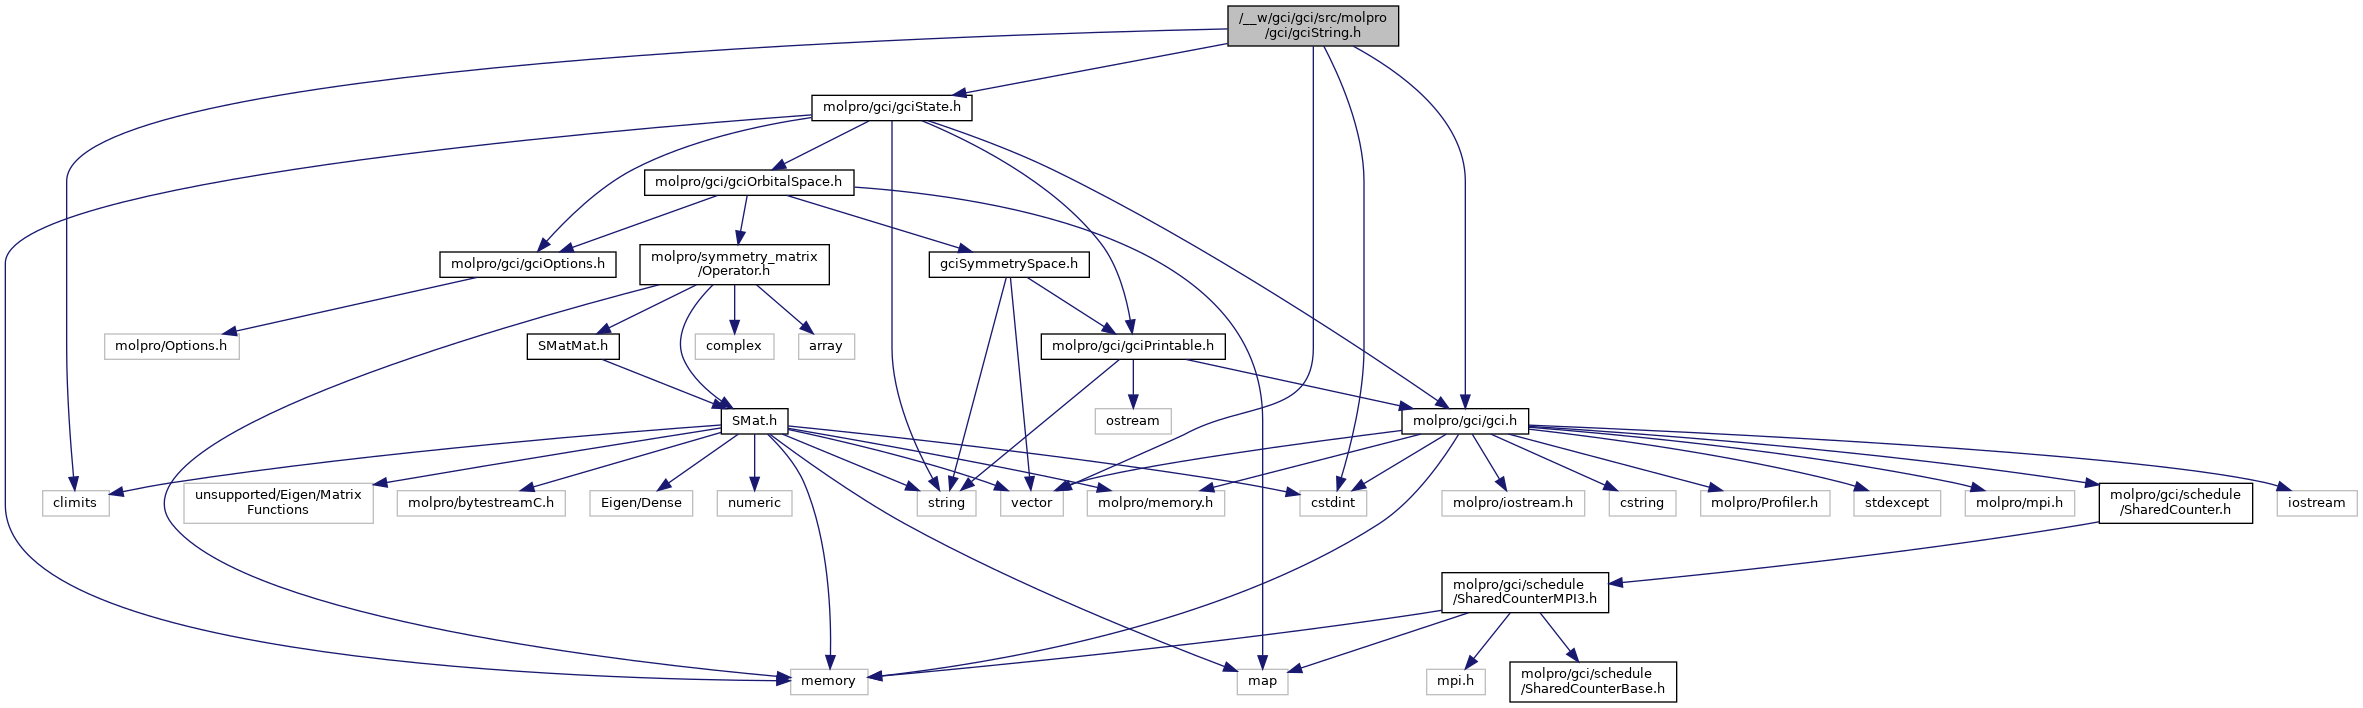 /__w/gci/gci/src/molpro
/gci/gciString.h
molpro/gci/gciState.h
molpro/gci/gciOrbitalSpace.h
molpro/gci/gciOptions.h
molpro/symmetry_matrix
/Operator.h
gciSymmetrySpace.h
molpro/Options.h
SMatMat.h
complex
array
molpro/gci/gciPrintable.h
SMat.h
ostream
molpro/gci/gci.h
climits
unsupported/Eigen/Matrix
Functions
molpro/bytestreamC.h
Eigen/Dense
numeric
string
vector
molpro/memory.h
cstdint
molpro/iostream.h
cstring
molpro/Profiler.h
stdexcept
molpro/mpi.h
molpro/gci/schedule
/SharedCounter.h
iostream
molpro/gci/schedule
/SharedCounterMPI3.h
memory
map
mpi.h
molpro/gci/schedule
/SharedCounterBase.h